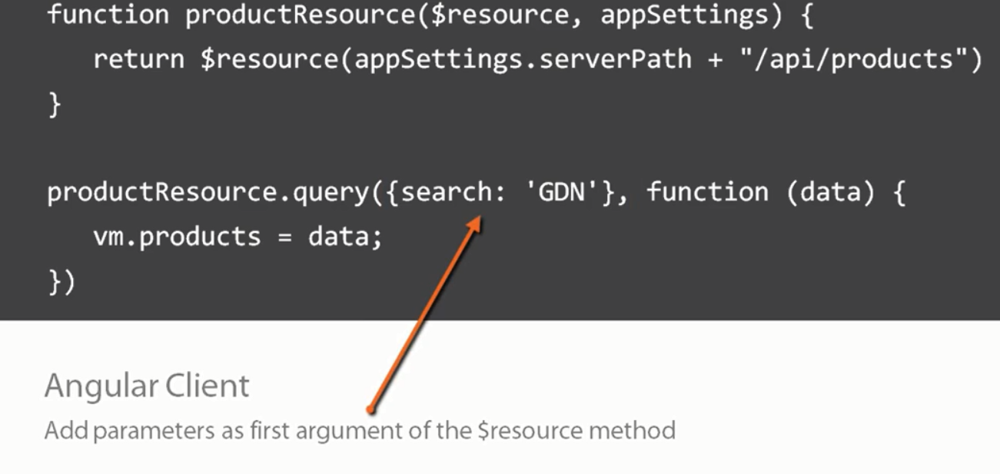 function productResource($resource, appSettings) {
return $resource(appSettings.serverPath + "/api/products")
}
productResource.query({search: 'GDN'}, function (data) {
vm.products = data;
})
Angular Client
Add parameters as first argument of the $resource method